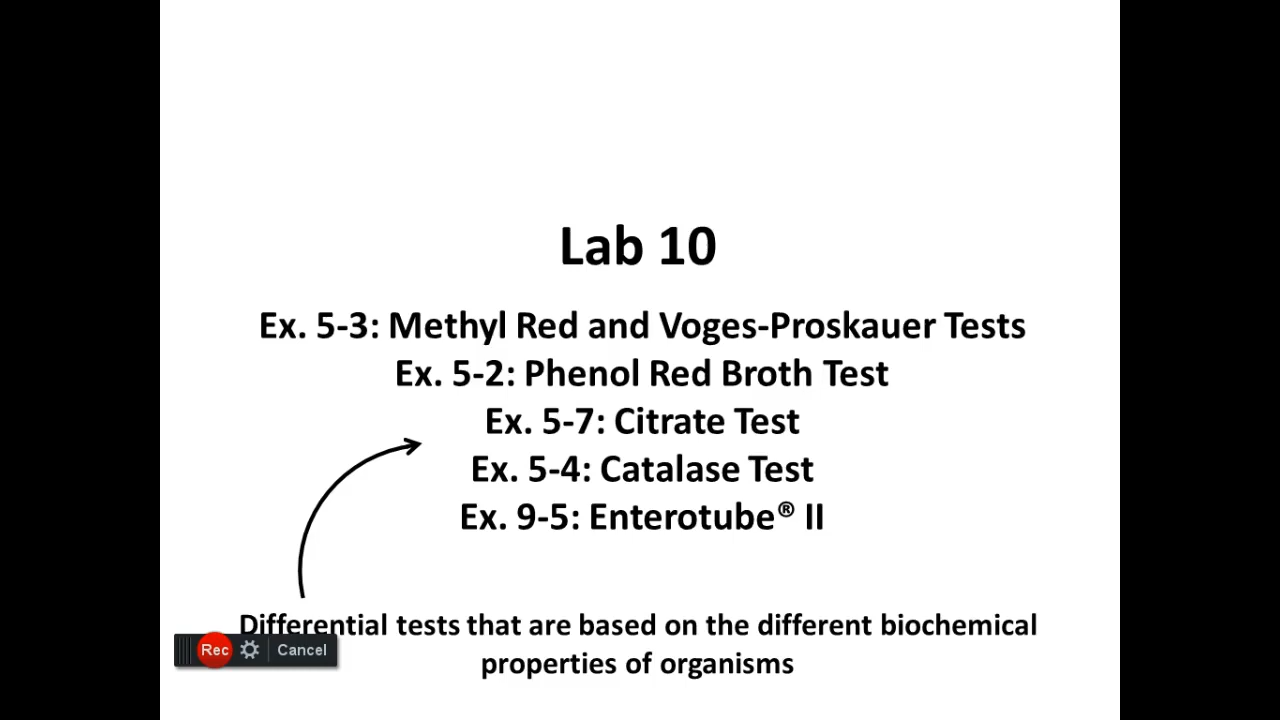 Lab 10
Ex. 5-3: Methyl Red and Voges-Proskauer Tests
Ex. 5-2: Phenol Red Broth Test
Ex. 5-7: Citrate Test
Ex. 5-4: Catalase Test
Ex. 9-5: Enterotube® II
Differential tests that are based on the different biochemical
properties of organisms
Rec Cancel